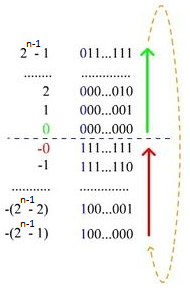 2^n-1 - 1 011...111
........ ..............
2 000...010
1 000...001
0 000...000
-0 111...111
-1 111...110
........... ..............
-(2^n-1 - 2) 100...001
-(2^n-1 - 1) 100...000